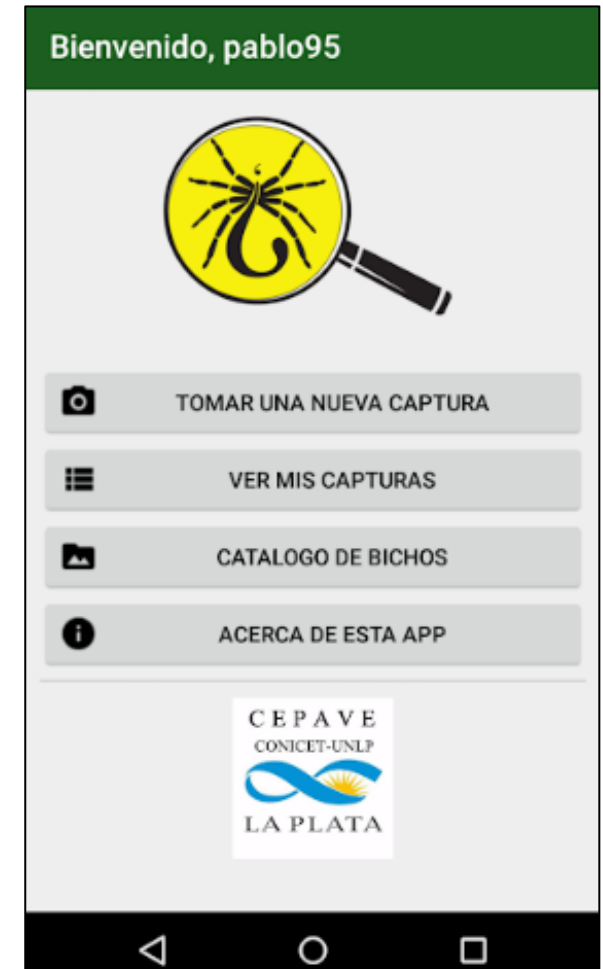 Bienvenido, pablo95
TOMAR UNA NUEVA CAPTURA
VER MIS CAPTURAS
CATALOGO DE BICHOS
ACERCA DE ESTA APP
CEPAVE
CONICET-UNLP
LA PLATA